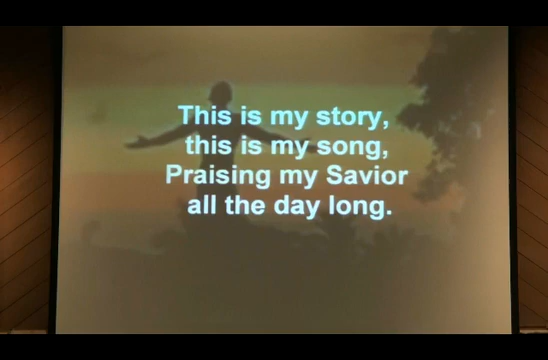 This is my story,
this is my song,
Praising my Savior
all the day long.